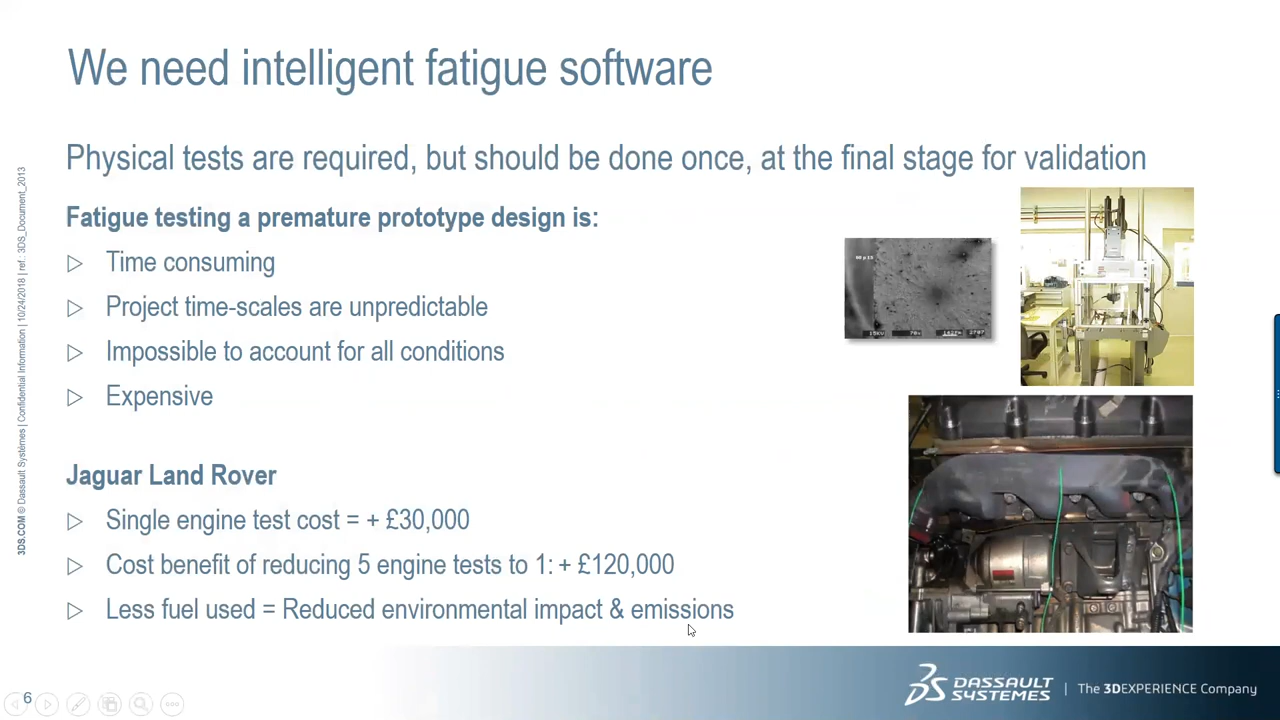 We need intelligent fatigue software
Physical tests are required, but should be done once, at the final stage for validation
Fatigue testing a premature prototype design is:
Time consuming
Project time-scales are unpredictable
Impossible to account for all conditions
Expensive
Jaguar Land Rover
Single engine test cost = + £30,000
Cost benefit of reducing 5 engine tests to 1: + £120,000
Less fuel used = Reduced environmental impact & emissions
3DS.COM © Dassault Systèmes | Confidential Information | 10/24/2018 | ref.: 3DS_Document_2013
6
DASSAULT
SYSTEMES
The 3DEXPERIENCE Company